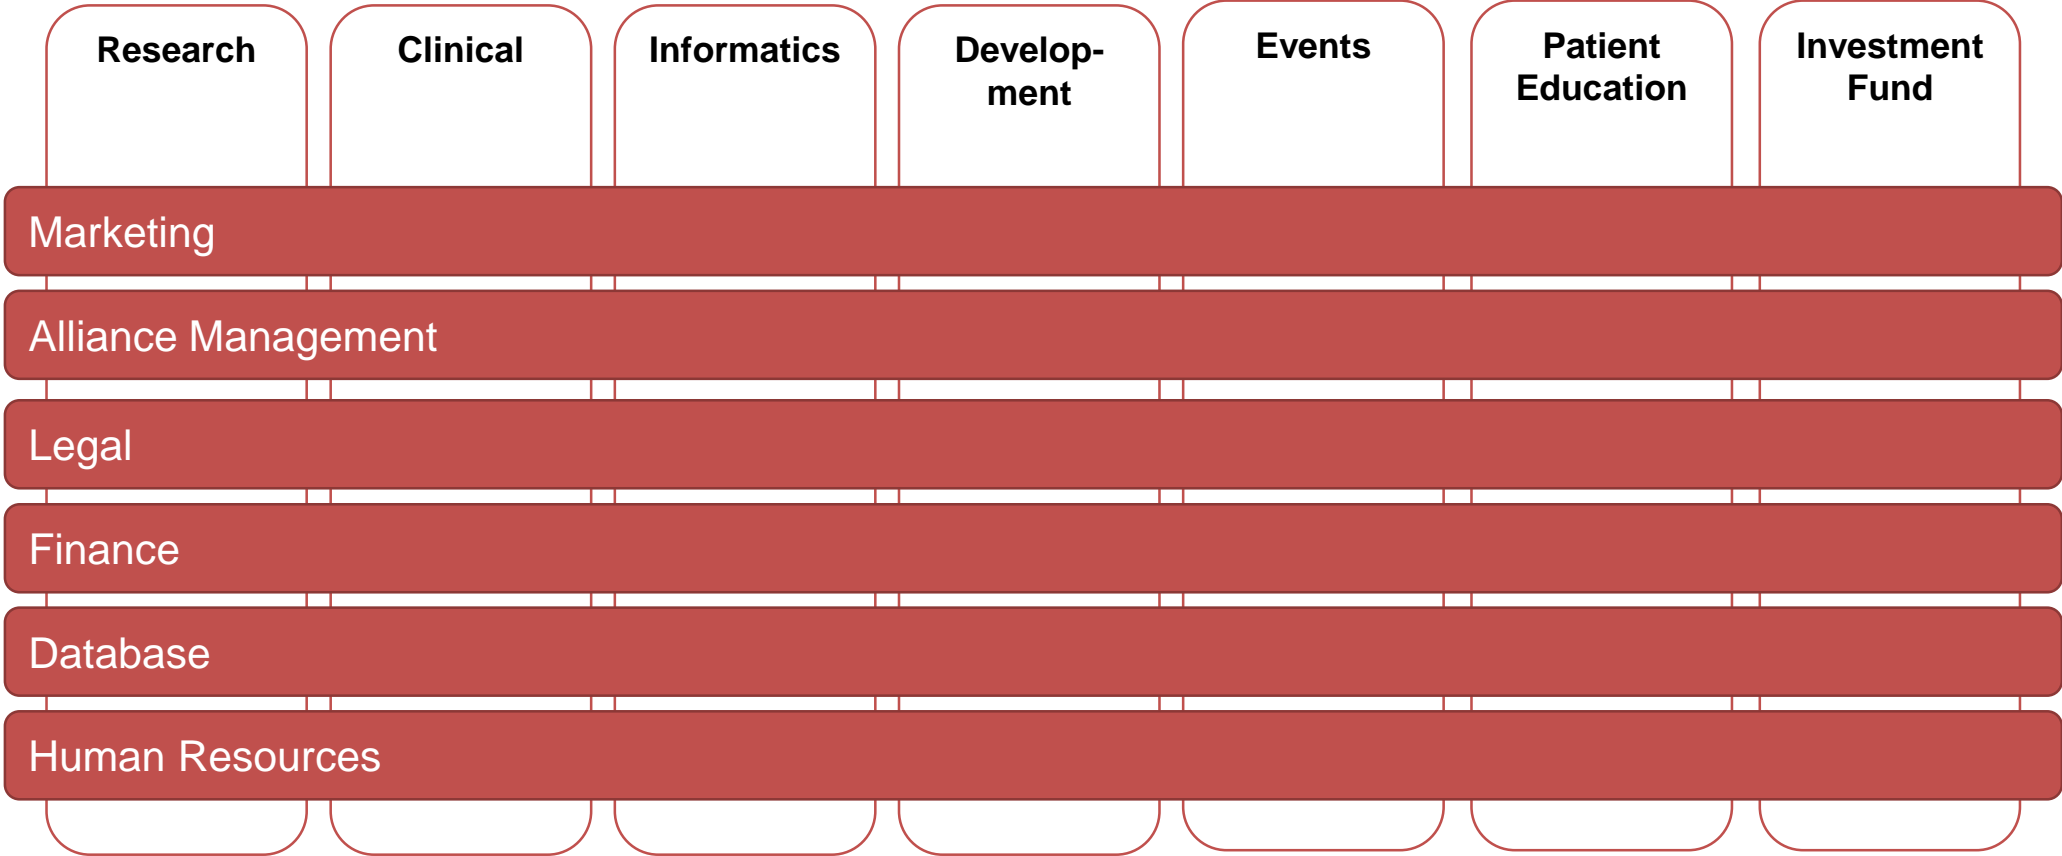 Research
Clinical
Informatics
Develop-
ment
Events
Patient
Education
Investment
Fund
Marketing
Alliance Management
Legal
Finance
Database
Human Resources